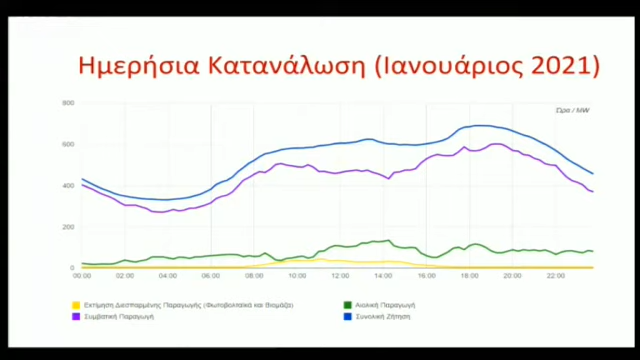 Ημερήσια Κατανάλωση (Ιανουάριος 2021)
800
Ώρα / MW
600
400
200
0
00:00 02:00 04:00 06:00 08:00 10:00 12:00 14:00 16:00 18:00 20:00 22:00
Εκτίμηση Διεσπαρμένης Παραγωγής (Φωτοβολταϊκά και Βιομάζα) Αιολική Παραγωγή
Συμβατική Παραγωγή Συνολική Ζήτηση